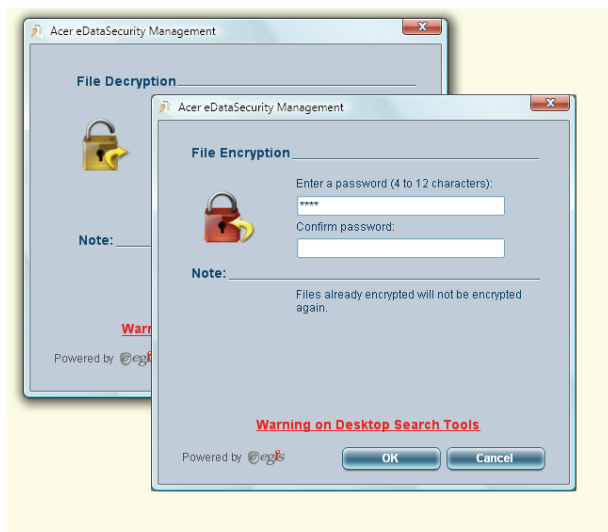 Acer eDataSecurity Management
File Decryption
Note:
Powered by egi
Acer eDataSecurity Management
File Encryption
Enter a password (4 to 12 characters):
****
Confirm password:
Note:
Files already encrypted will not be encrypted
again.
Warning on Desktop Search Tools
Powered by egis
OK Cancel